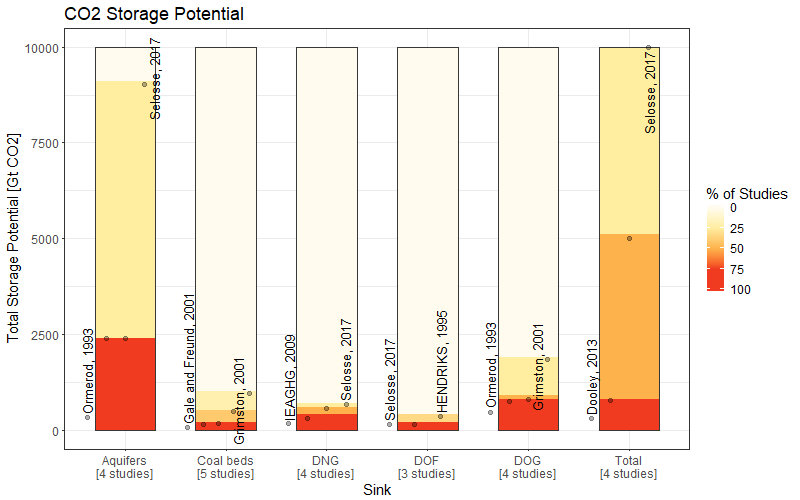 CO2 Storage Potential
Total Storage Potential [Gt CO2]
10000
7500
5000
2500
0
Ormerod, 1993
Selosse, 2017
Gale and Freund, 2001
Grimston, 2001
IEAGHG, 2009
Selosse, 2017
Selosse, 2017
HENDRIKS, 1995
Ormerod, 1993
Grimston, 2001
Dooley, 2013
Selosse, 2017
Aquifers
[4 studies]
Coal beds
[5 studies]
DNG
[4 studies]
DOF
[3 studies]
DOG
[4 studies]
Total
[4 studies]
Sink
% of Studies
0
25
50
75
100